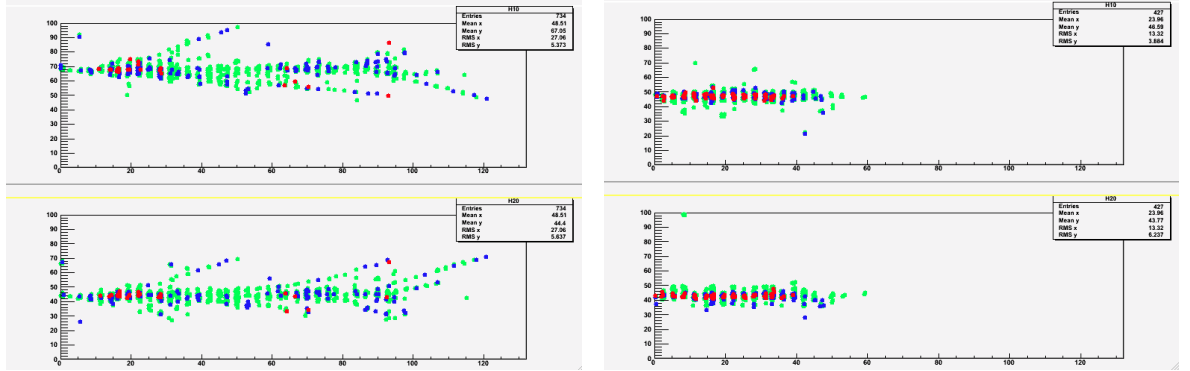 H10
Entries 734
Mean x 48.51
Mean y 67.05
RMS x 27.06
RMS y 5.373
100
90
80
70
60
50
40
30
20
10
0
0 20 40 60 80 100 120
H10
Entries 427
Mean x 23.96
Mean y 46.59
RMS x 13.32
RMS y 3.884
100
90
80
70
60
50
40
30
20
10
0
0 20 40 60 80 100 120
H20
Entries 734
Mean x 48.51
Mean y 44.4
RMS x 27.06
RMS y 5.637
100
90
80
70
60
50
40
30
20
10
0
0 20 40 60 80 100 120
H20
Entries 427
Mean x 23.96
Mean y 43.77
RMS x 13.32
RMS y 6.237
100
90
80
70
60
50
40
30
20
10
0
0 20 40 60 80 100 120